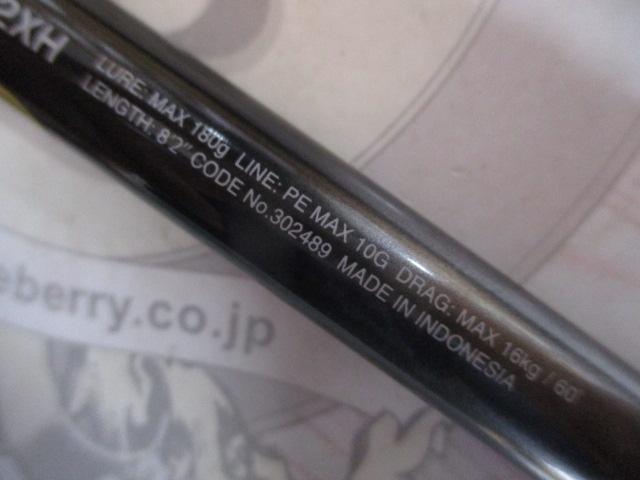 2XH
LURE: MAX 180g LINE: PE MAX 10G DRAG: MAX 16kg / 60°
LENGTH: 8'2" CODE No.302489 MADE IN INDONESIA
eberry.co.jp